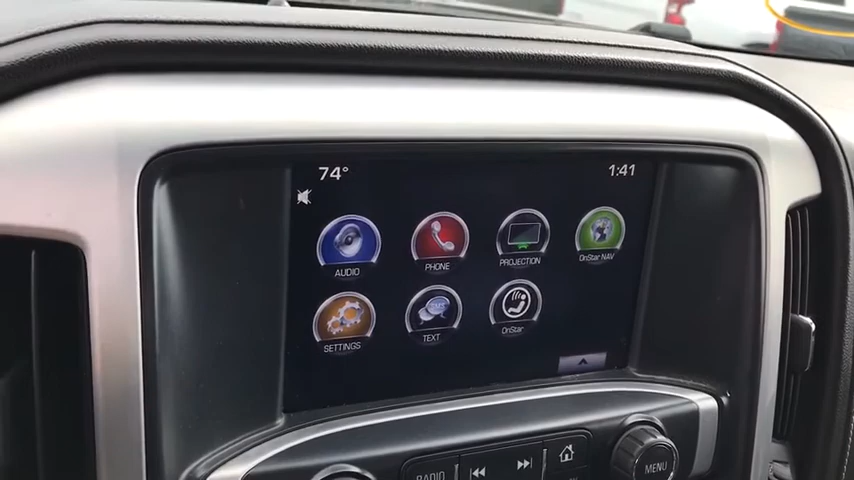 74° 1:41
AUDIO PHONE PROJECTION OnStar NAV
SETTINGS TEXT OnStar
RADIO MENU